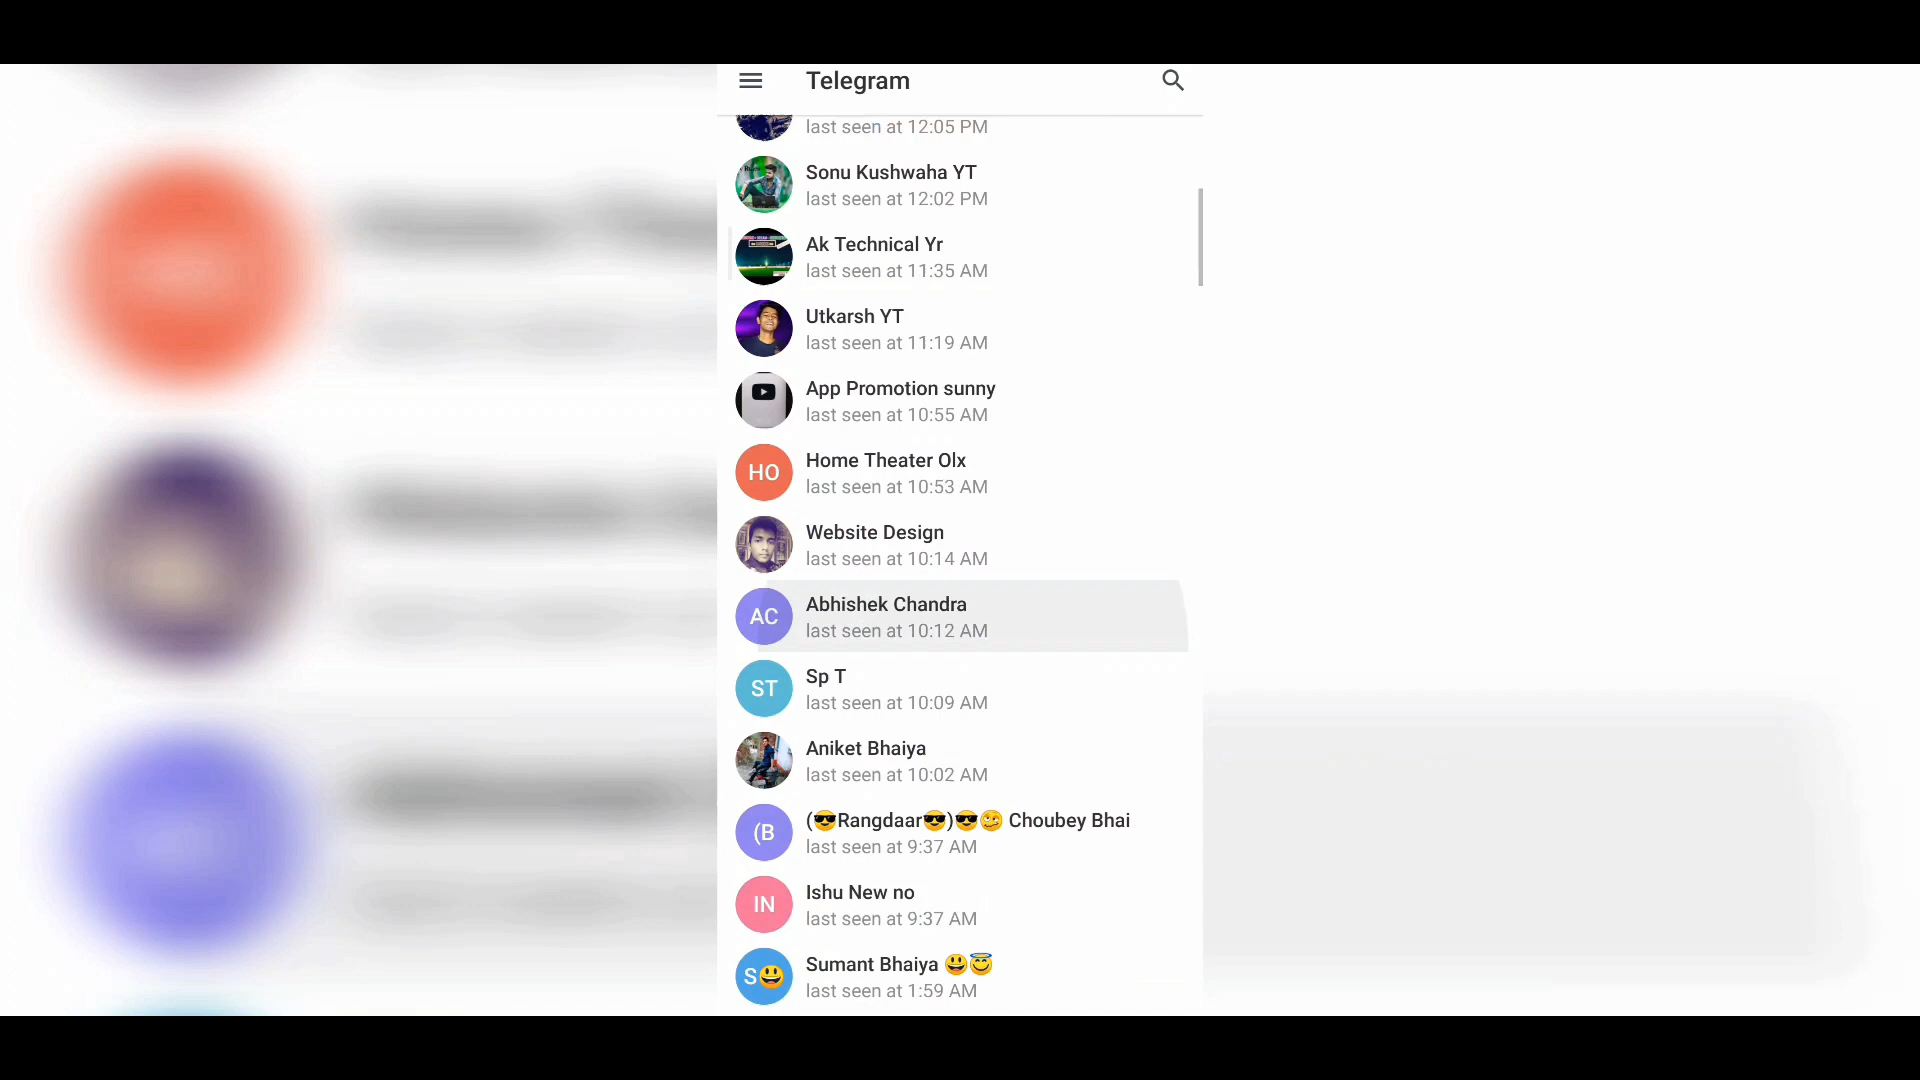 Telegram
last seen at 12:05 PM
Sonu Kushwaha YT
last seen at 12:02 PM
Ak Technical Yr
last seen at 11:35 AM
Utkarsh YT
last seen at 11:19 AM
App Promotion sunny
last seen at 10:55 AM
HO
Home Theater Olx
last seen at 10:53 AM
Website Design
last seen at 10:14 AM
AC
Abhishek Chandra
last seen at 10:12 AM
ST
Sp T
last seen at 10:09 AM
Aniket Bhaiya
last seen at 10:02 AM
(B
(😎Rangdaar😎)😎🥴 Choubey Bhai
last seen at 9:37 AM
IN
Ishu New no
last seen at 9:37 AM
S😃
Sumant Bhaiya 😃😇
last seen at 1:59 AM